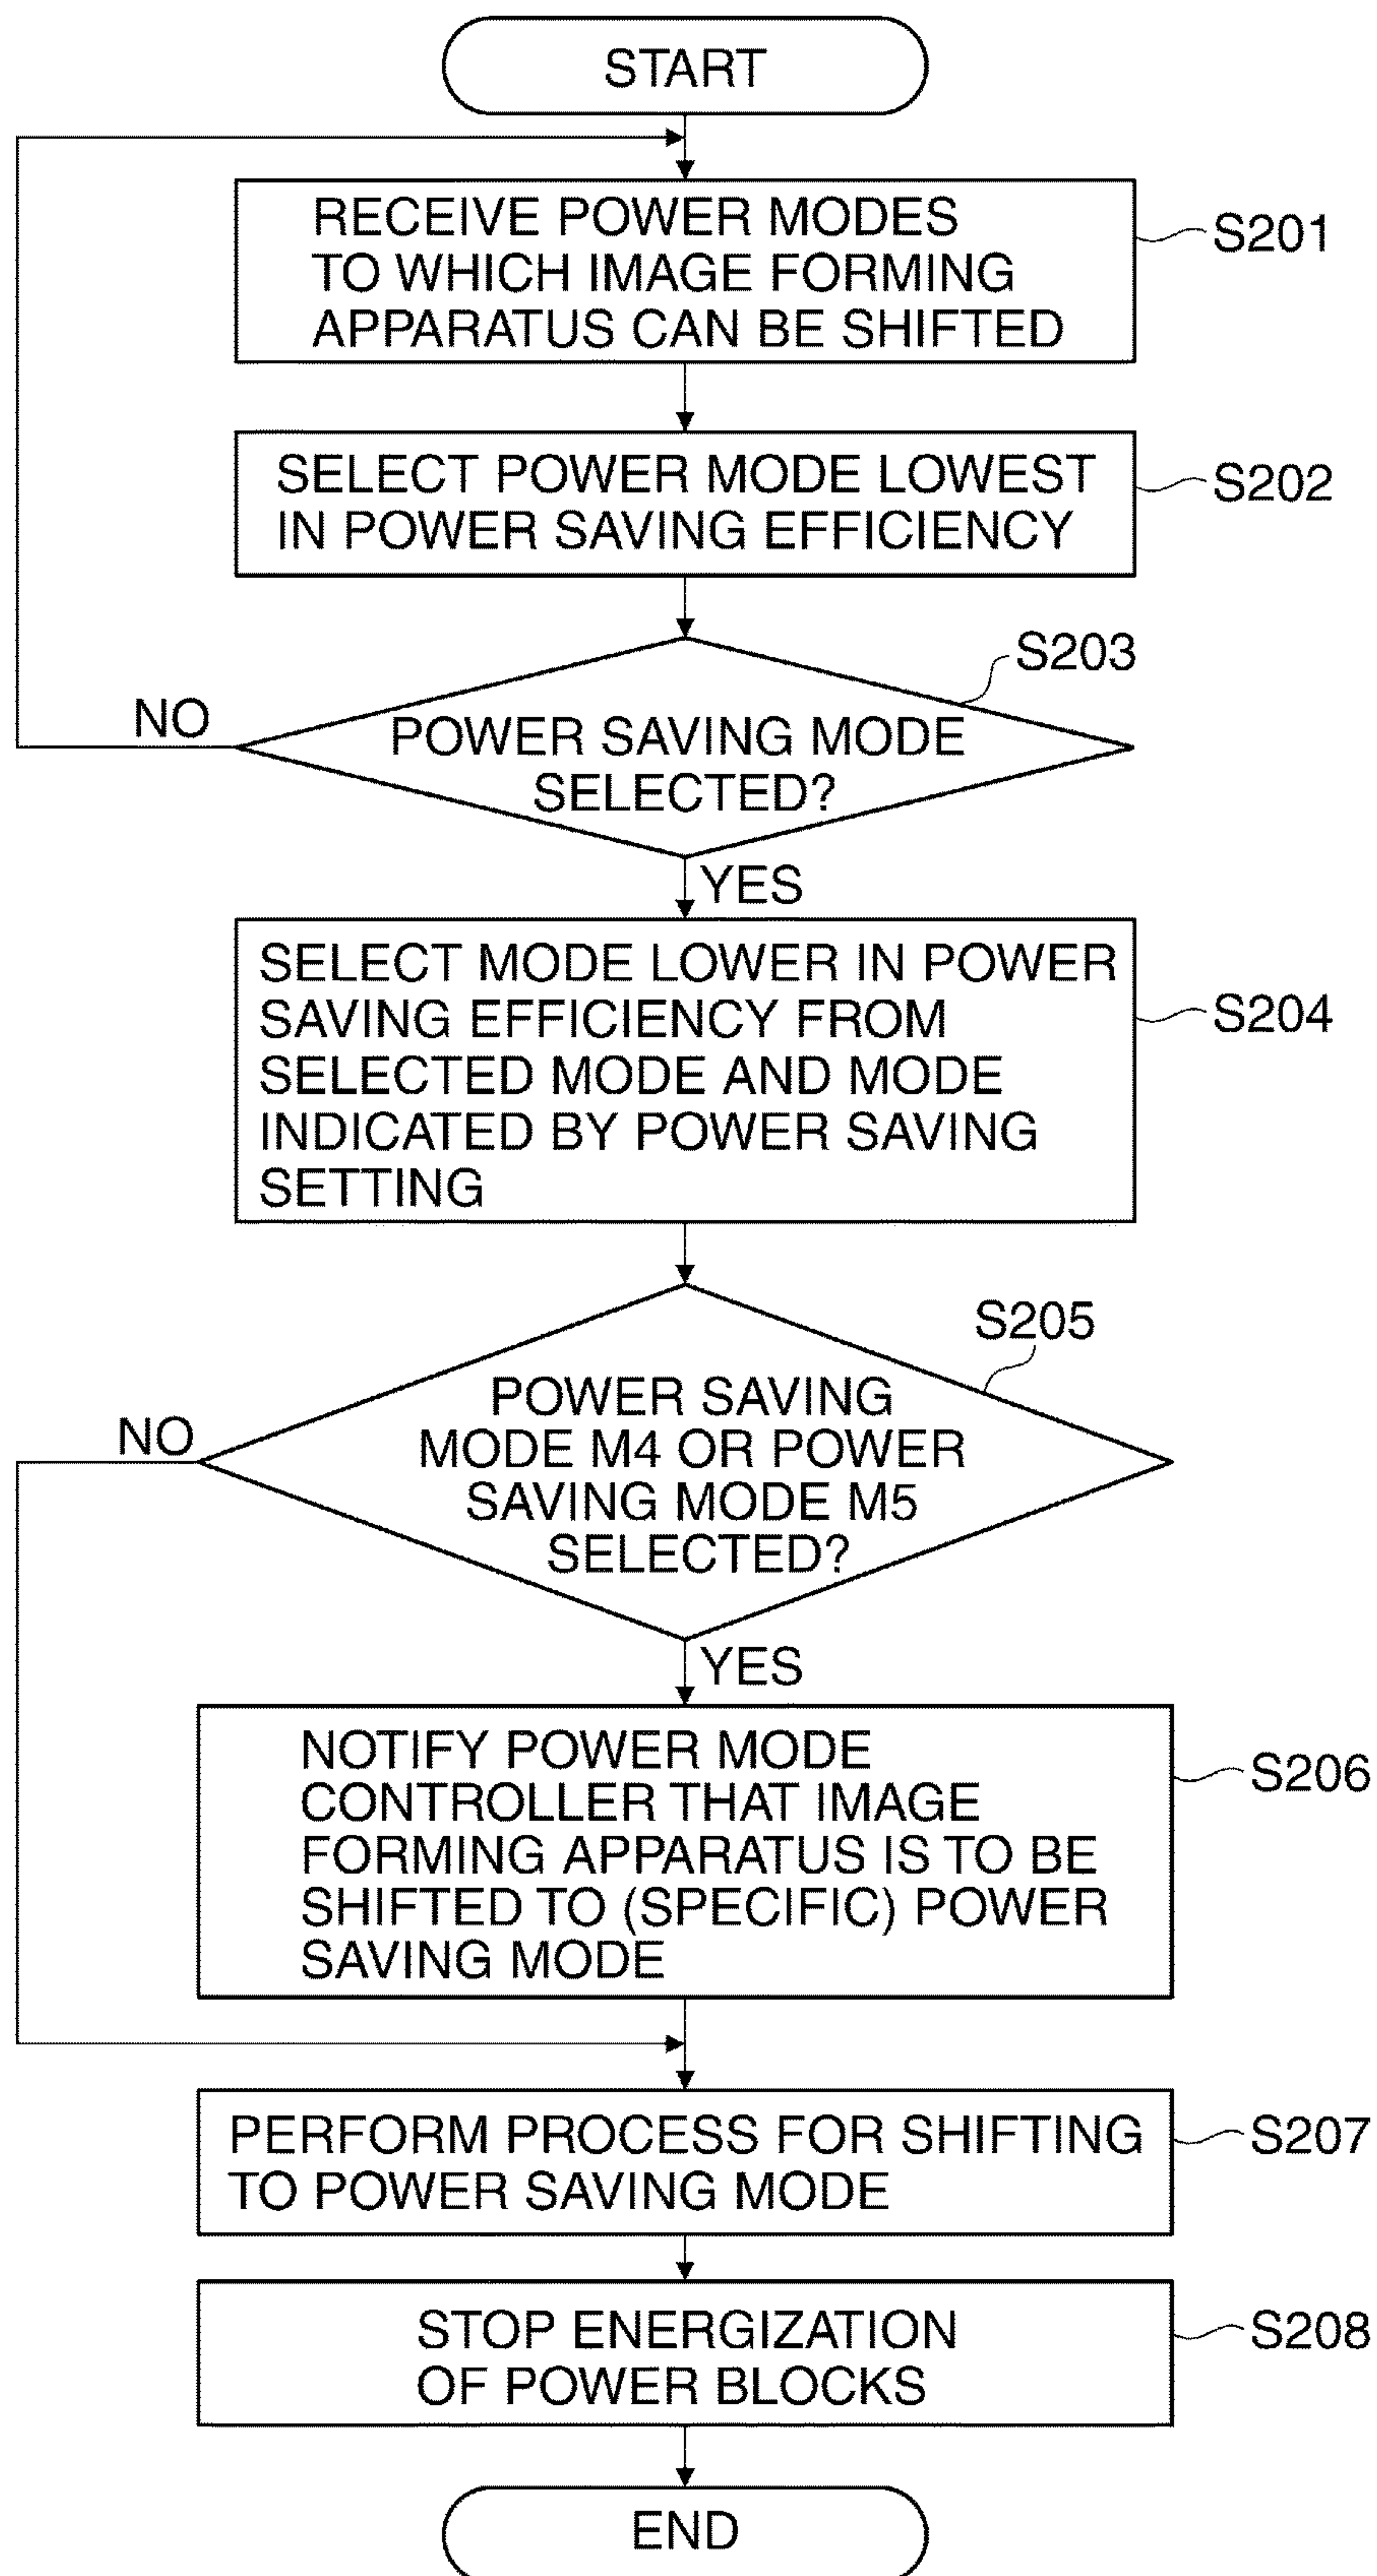 START
RECEIVE POWER MODES
TO WHICH IMAGE FORMING
APPARATUS CAN BE SHIFTED
S201
SELECT POWER MODE LOWEST
IN POWER SAVING EFFICIENCY
S202
S203
NO
POWER SAVING MODE
SELECTED?
YES
SELECT MODE LOWER IN POWER
SAVING EFFICIENCY FROM
SELECTED MODE AND MODE
INDICATED BY POWER SAVING
SETTING
S204
S205
NO
POWER SAVING
MODE M4 OR POWER
SAVING MODE M5
SELECTED?
YES
NOTIFY POWER MODE
CONTROLLER THAT IMAGE
FORMING APPARATUS IS TO BE
SHIFTED TO (SPECIFIC) POWER
SAVING MODE
S206
PERFORM PROCESS FOR SHIFTING
TO POWER SAVING MODE
S207
STOP ENERGIZATION
OF POWER BLOCKS
S208
END